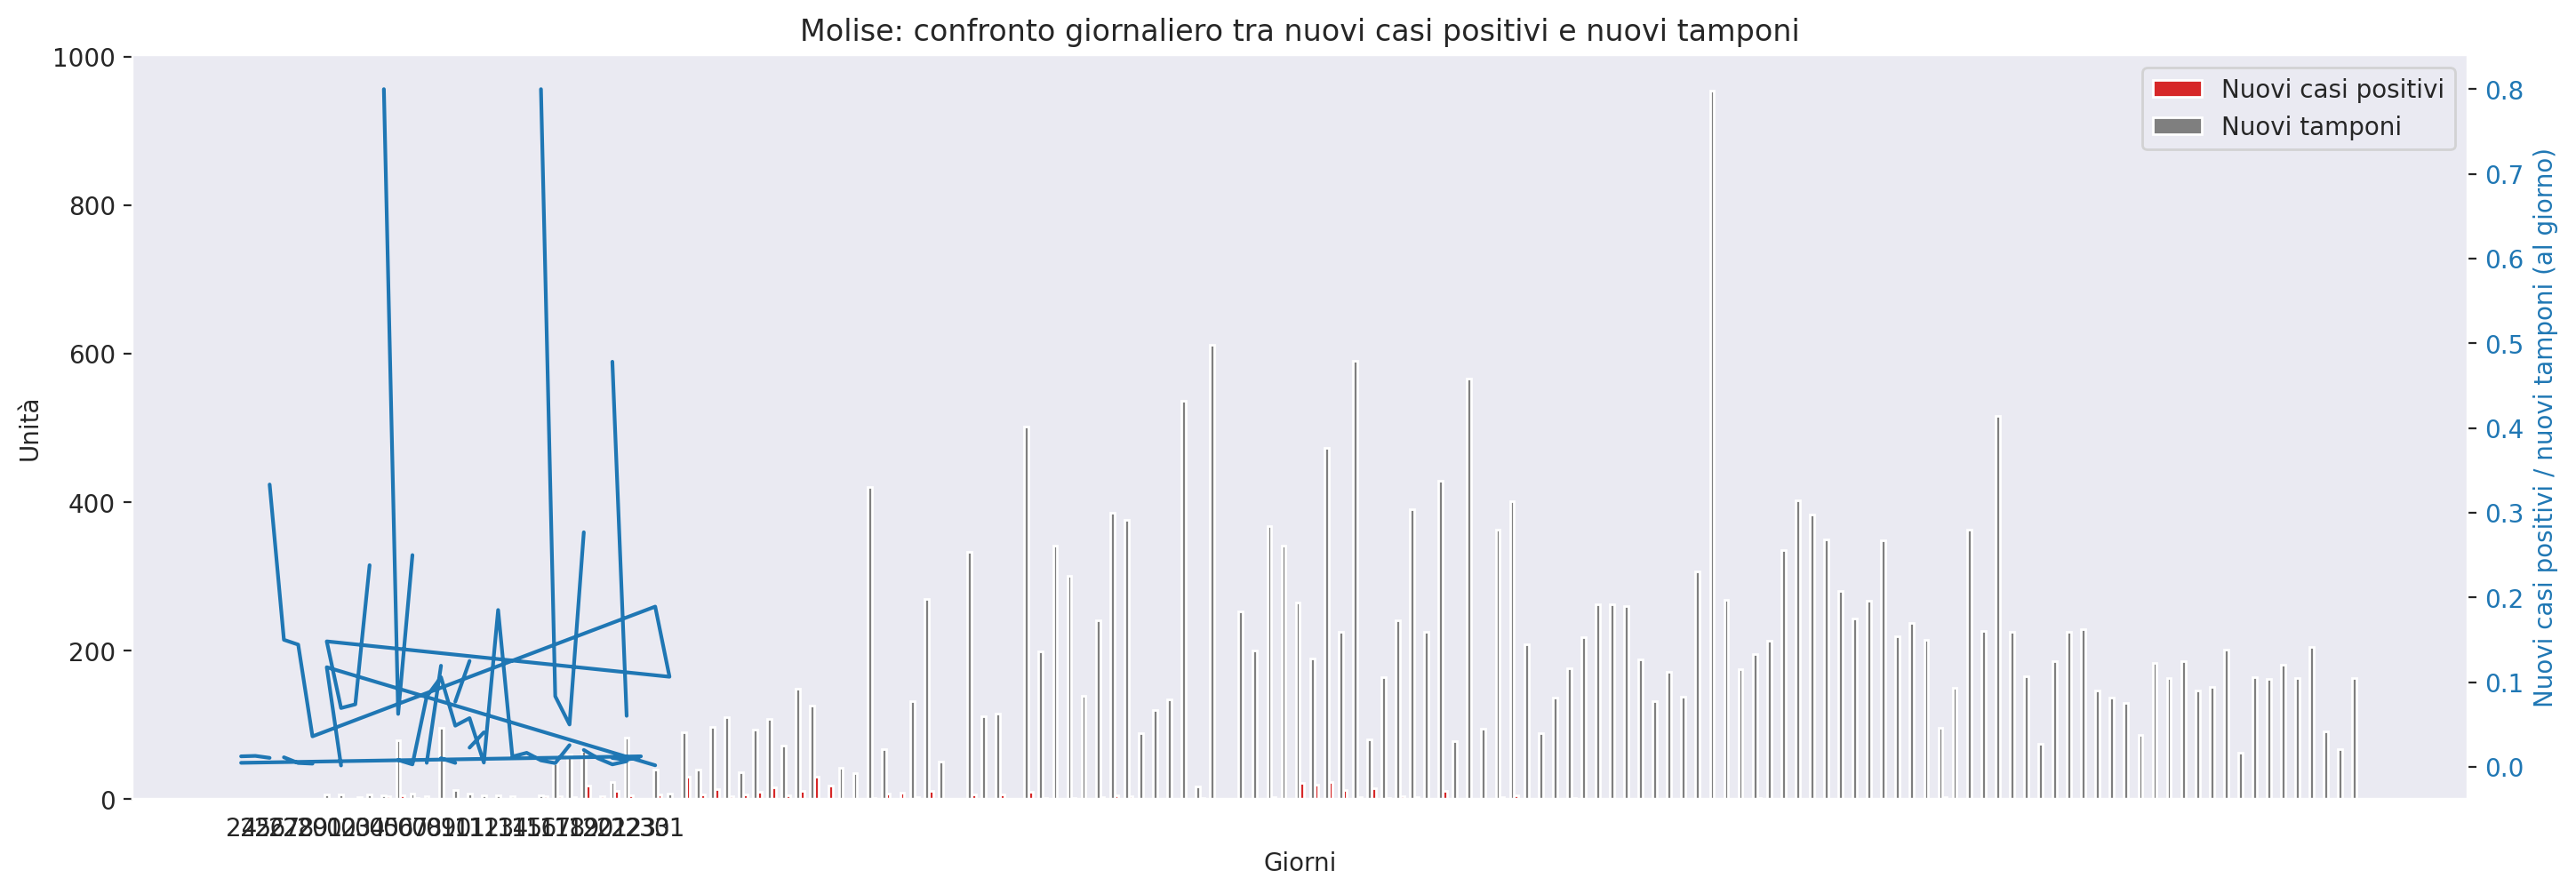 Molise: confronto giornaliero tra nuovi casi positivi e nuovi tamponi
1000
800
600
400
200
0
Unità
Nuovi casi positivi
Nuovi tamponi
0.8
0.7
0.6
0.5
0.4
0.3
0.2
0.1
0.0
Nuovi casi positivi / nuovi tamponi (al giorno)
Giorni